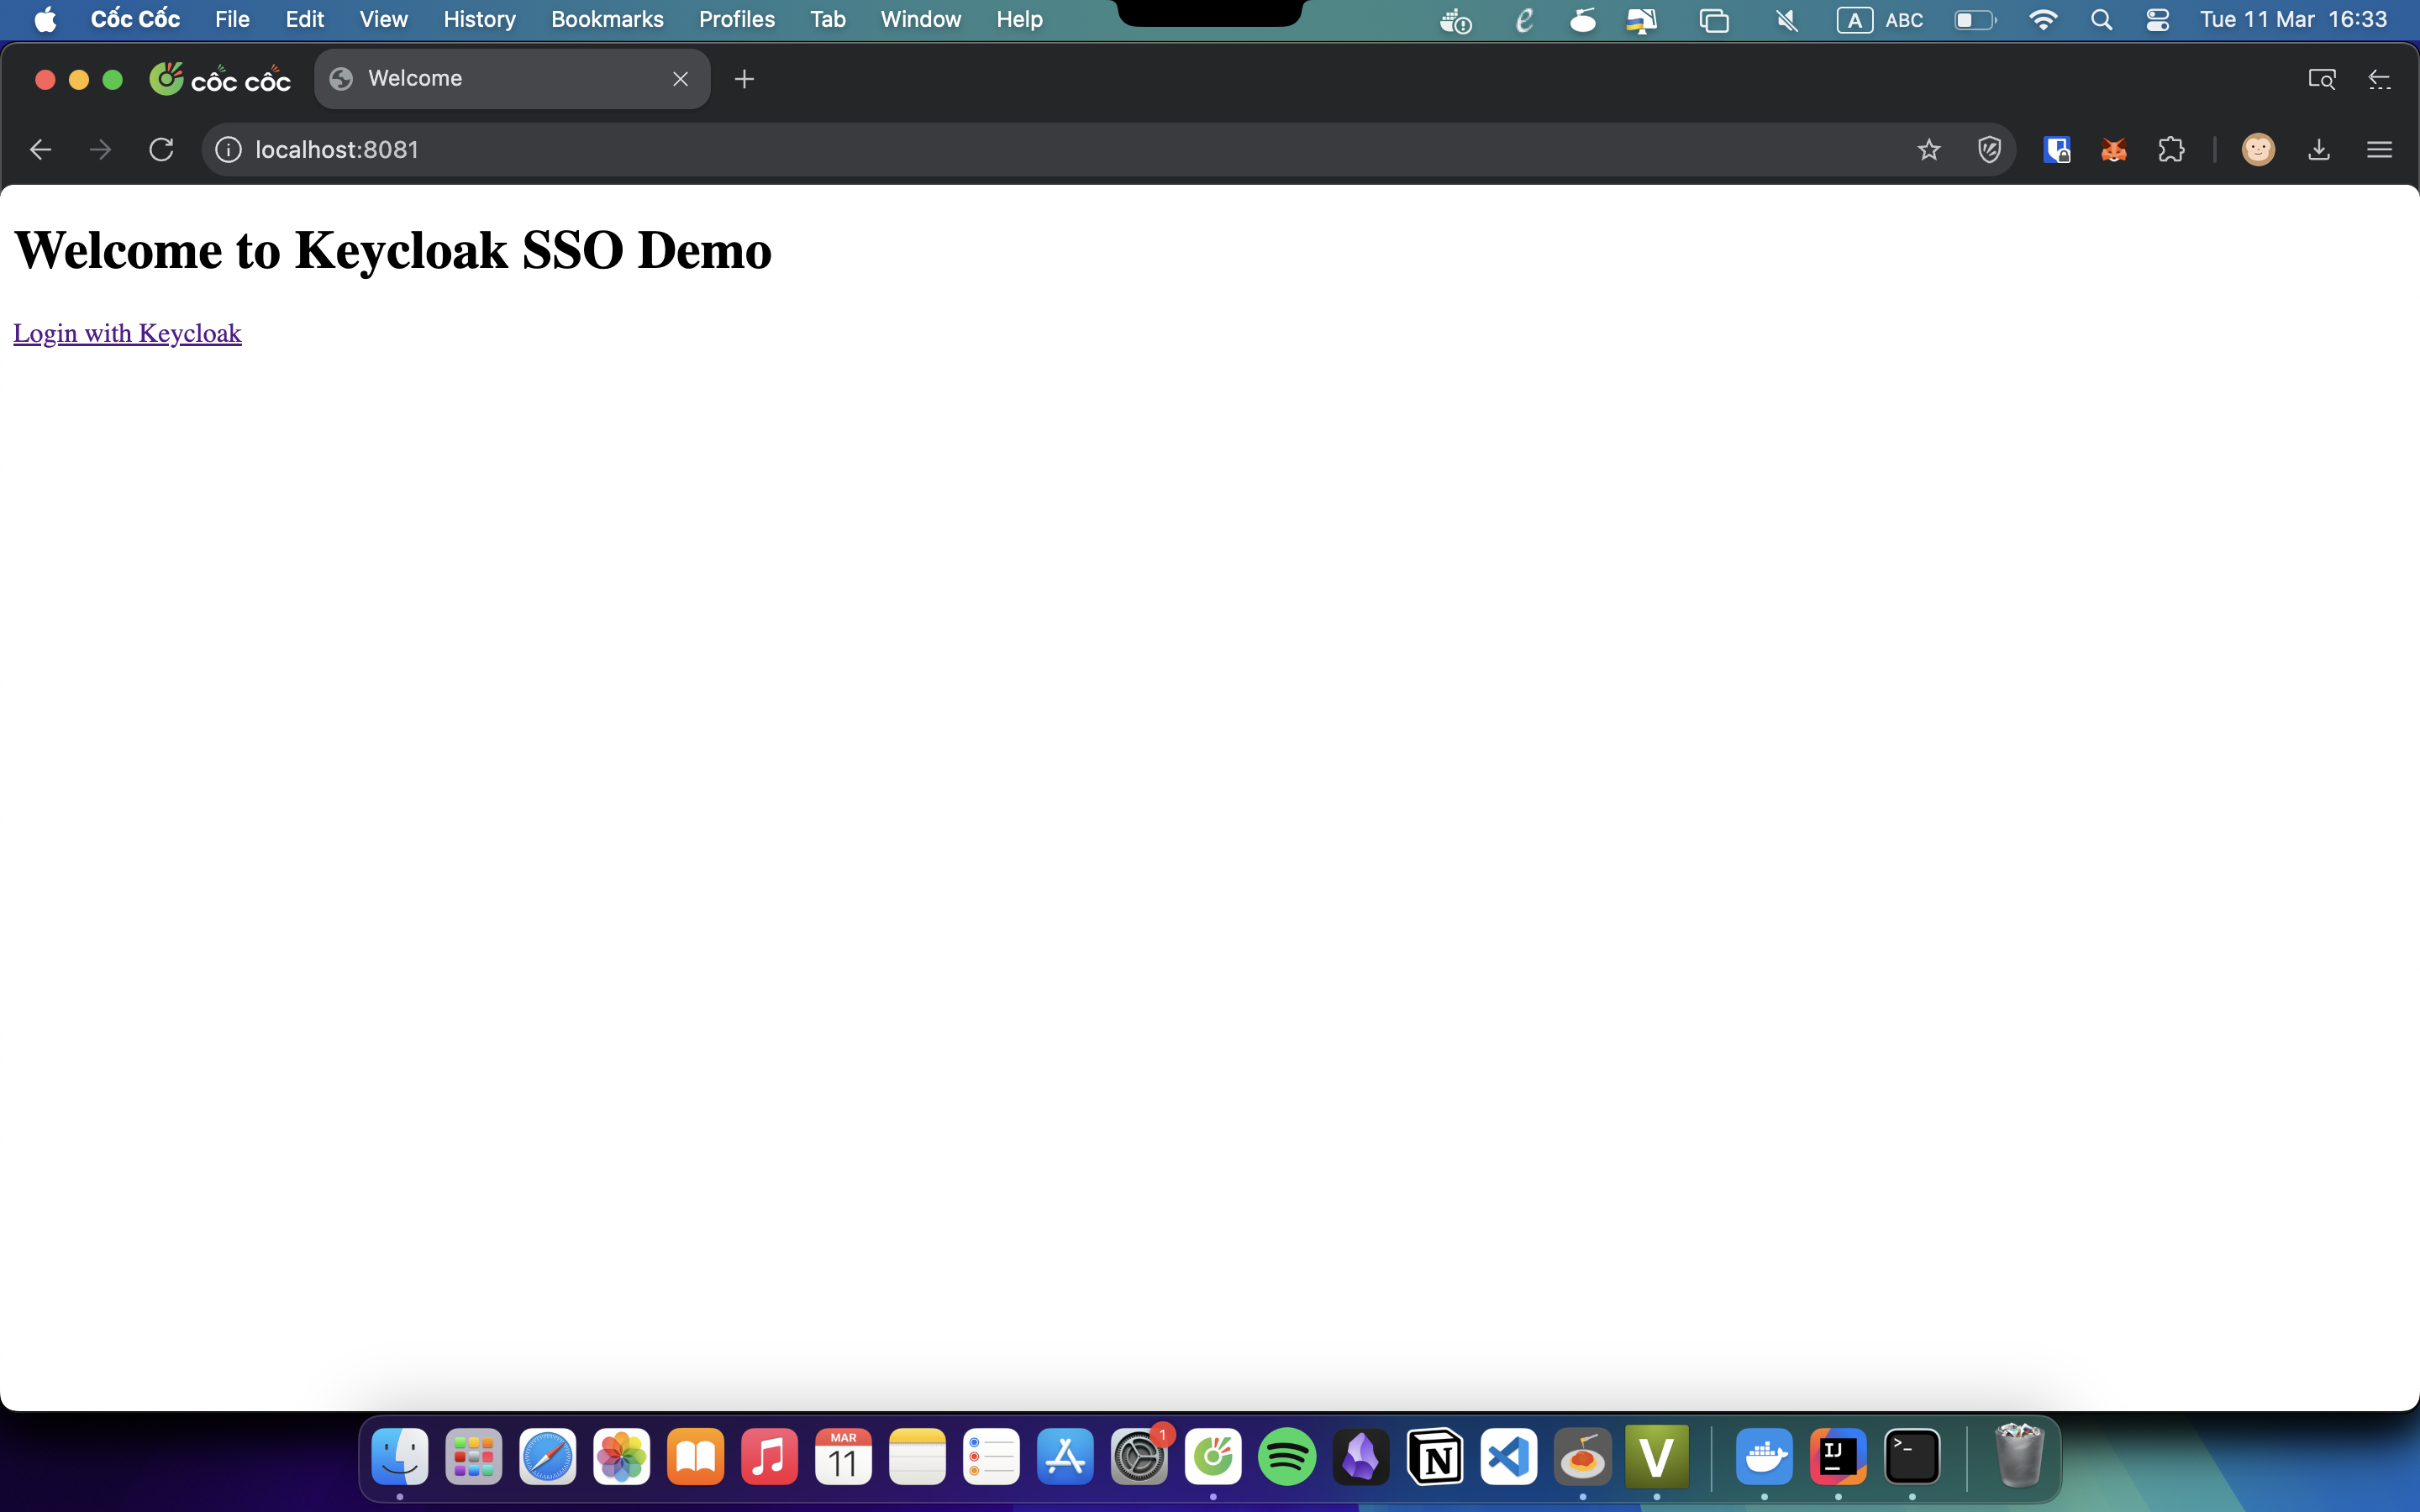 Cốc Cốc File Edit View History Bookmarks Profiles Tab Window Help A ABC Tue 11 Mar 16:33
cốc cốc Welcome
localhost:8081
Welcome to Keycloak SSO Demo
Login with Keycloak
MAR 1
11 N V IJ >_